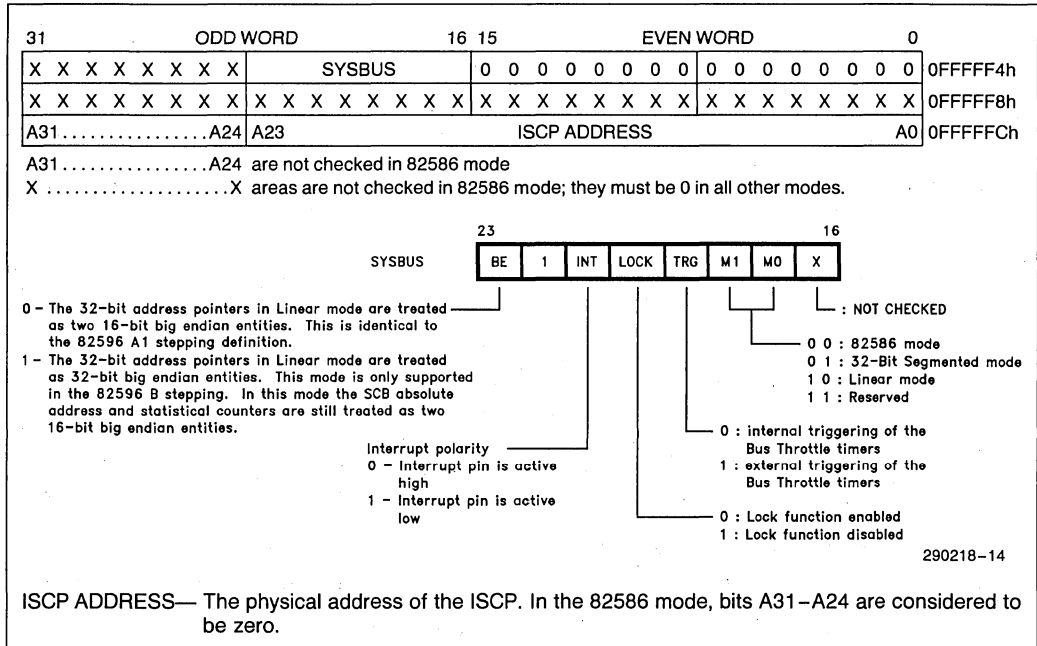 31 ODD WORD 16 15 EVEN WORD 0
X X X X X X X X SYSBUS 0 0 0 0 0 0 0 0 0 0 0 0 0 0 0 0 0FFFFF4h
X X X X X X X X X X X X X X X X X X X X X X X X X X X X X X X X 0FFFFF8h
A31................A24 A23 ISCP ADDRESS A0 0FFFFFCh
A31................A24 are not checked in 82586 mode
X ....................X areas are not checked in 82586 mode; they must be 0 in all other modes.
23 16
SYSBUS BE 1 INT LOCK TRG M1 M0 X
0 – The 32–bit address pointers in Linear mode are treated
as two 16–bit big endian entities. This is identical to
the 82596 A1 stepping definition.
1 – The 32–bit address pointers in Linear mode are treated
as 32–bit big endian entities. This mode is only supported
in the 82596 B stepping. In this mode the SCB absolute
address and statistical counters are still treated as two
16–bit big endian entities.
: NOT CHECKED
0 0 : 82586 mode
0 1 : 32-Bit Segmented mode
1 0 : Linear mode
1 1 : Reserved
Interrupt polarity
0 – Interrupt pin is active
high
1 – Interrupt pin is active
low
0 : internal triggering of the
Bus Throttle timers
1 : external triggering of the
Bus Throttle timers
0 : Lock function enabled
1 : Lock function disabled
290218–14
ISCP ADDRESS— The physical address of the ISCP. In the 82586 mode, bits A31–A24 are considered to
be zero.